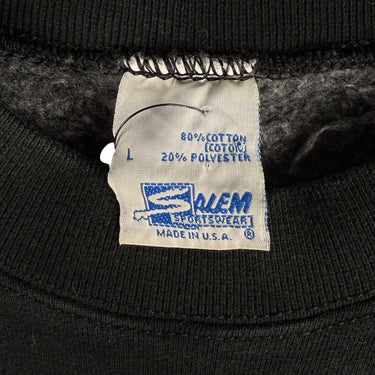 80% COTTON
(COTON)
L 20% POLYESTER
SALEM
SPORTSWEAR
MADE IN U.S.A. ®